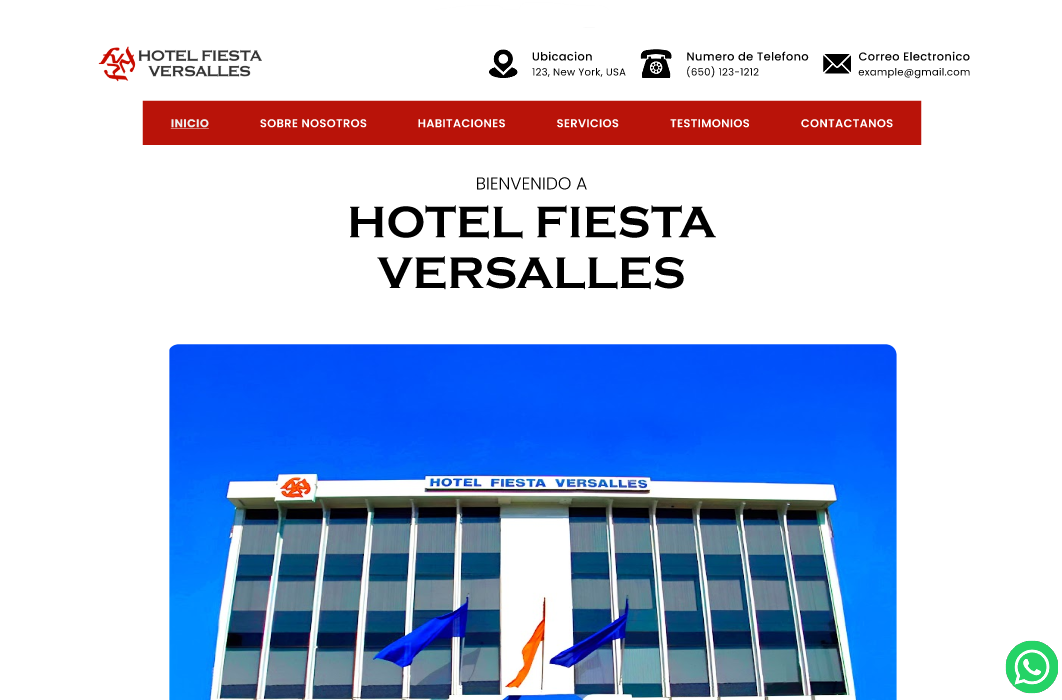 HOTEL FIESTA
VERSALLES
Ubicacion
123, New York, USA
Numero de Telefono
(650) 123-1212
Correo Electronico
example@gmail.com
INICIO
SOBRE NOSOTROS
HABITACIONES
SERVICIOS
TESTIMONIOS
CONTACTANOS
BIENVENIDO A
HOTEL FIESTA
VERSALLES
HOTEL FIESTA VERSALLES